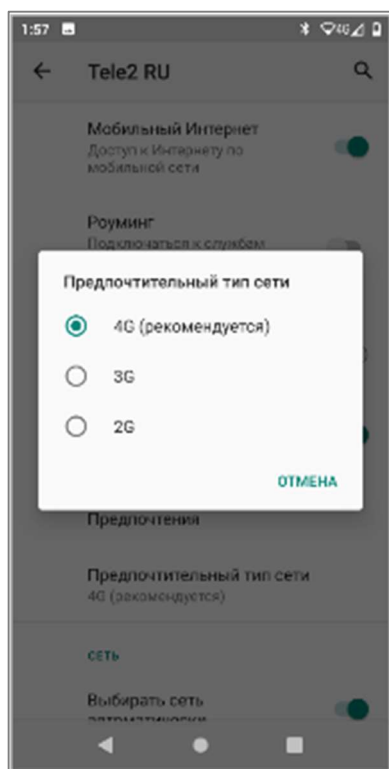 1:57
4G
Tele2 RU
Мобильный Интернет
Доступ к Интернету по
мобильной сети
Роуминг
Подключаться к службам
Предпочтительный тип сети
4G (рекомендуется)
3G
2G
ОТМЕНА
Предпочтения
Предпочтительный тип сети
4G (рекомендуется)
СЕТЬ
Выбирать сеть
автоматически